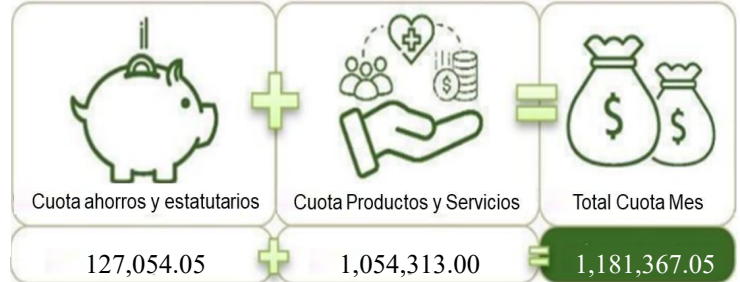 Cuota ahorros y estatutarios
Cuota Productos y Servicios
Total Cuota Mes
127,054.05
1,054,313.00
1,181,367.05